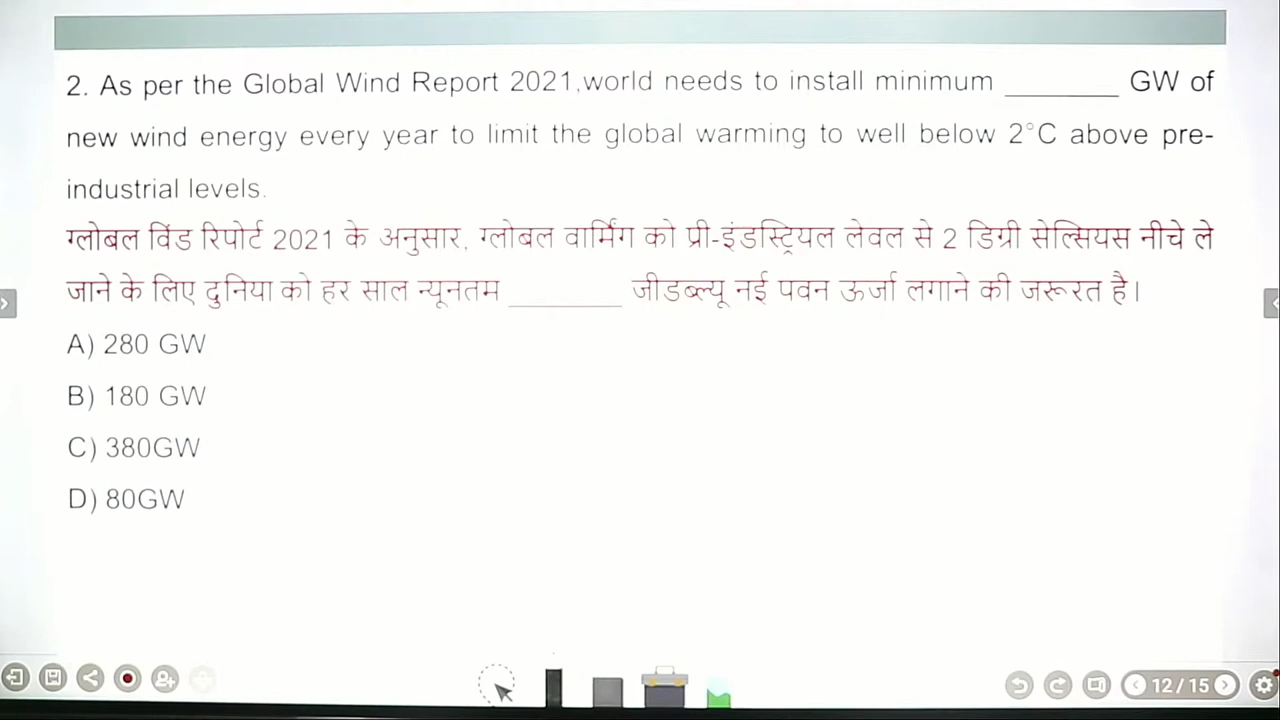 2. As per the Global Wind Report 2021,world needs to install minimum ________ GW of
new wind energy every year to limit the global warming to well below 2°C above pre-
industrial levels.
ग्लोबल विंड रिपोर्ट 2021 के अनुसार, ग्लोबल वार्मिंग को प्री-इंडस्ट्रियल लेवल से 2 डिग्री सेल्सियस नीचे ले
जाने के लिए दुनिया को हर साल न्यूनतम ________ जीडब्ल्यू नई पवन ऊर्जा लगाने की जरूरत है।
A) 280 GW
B) 180 GW
C) 380GW
D) 80GW
12/15